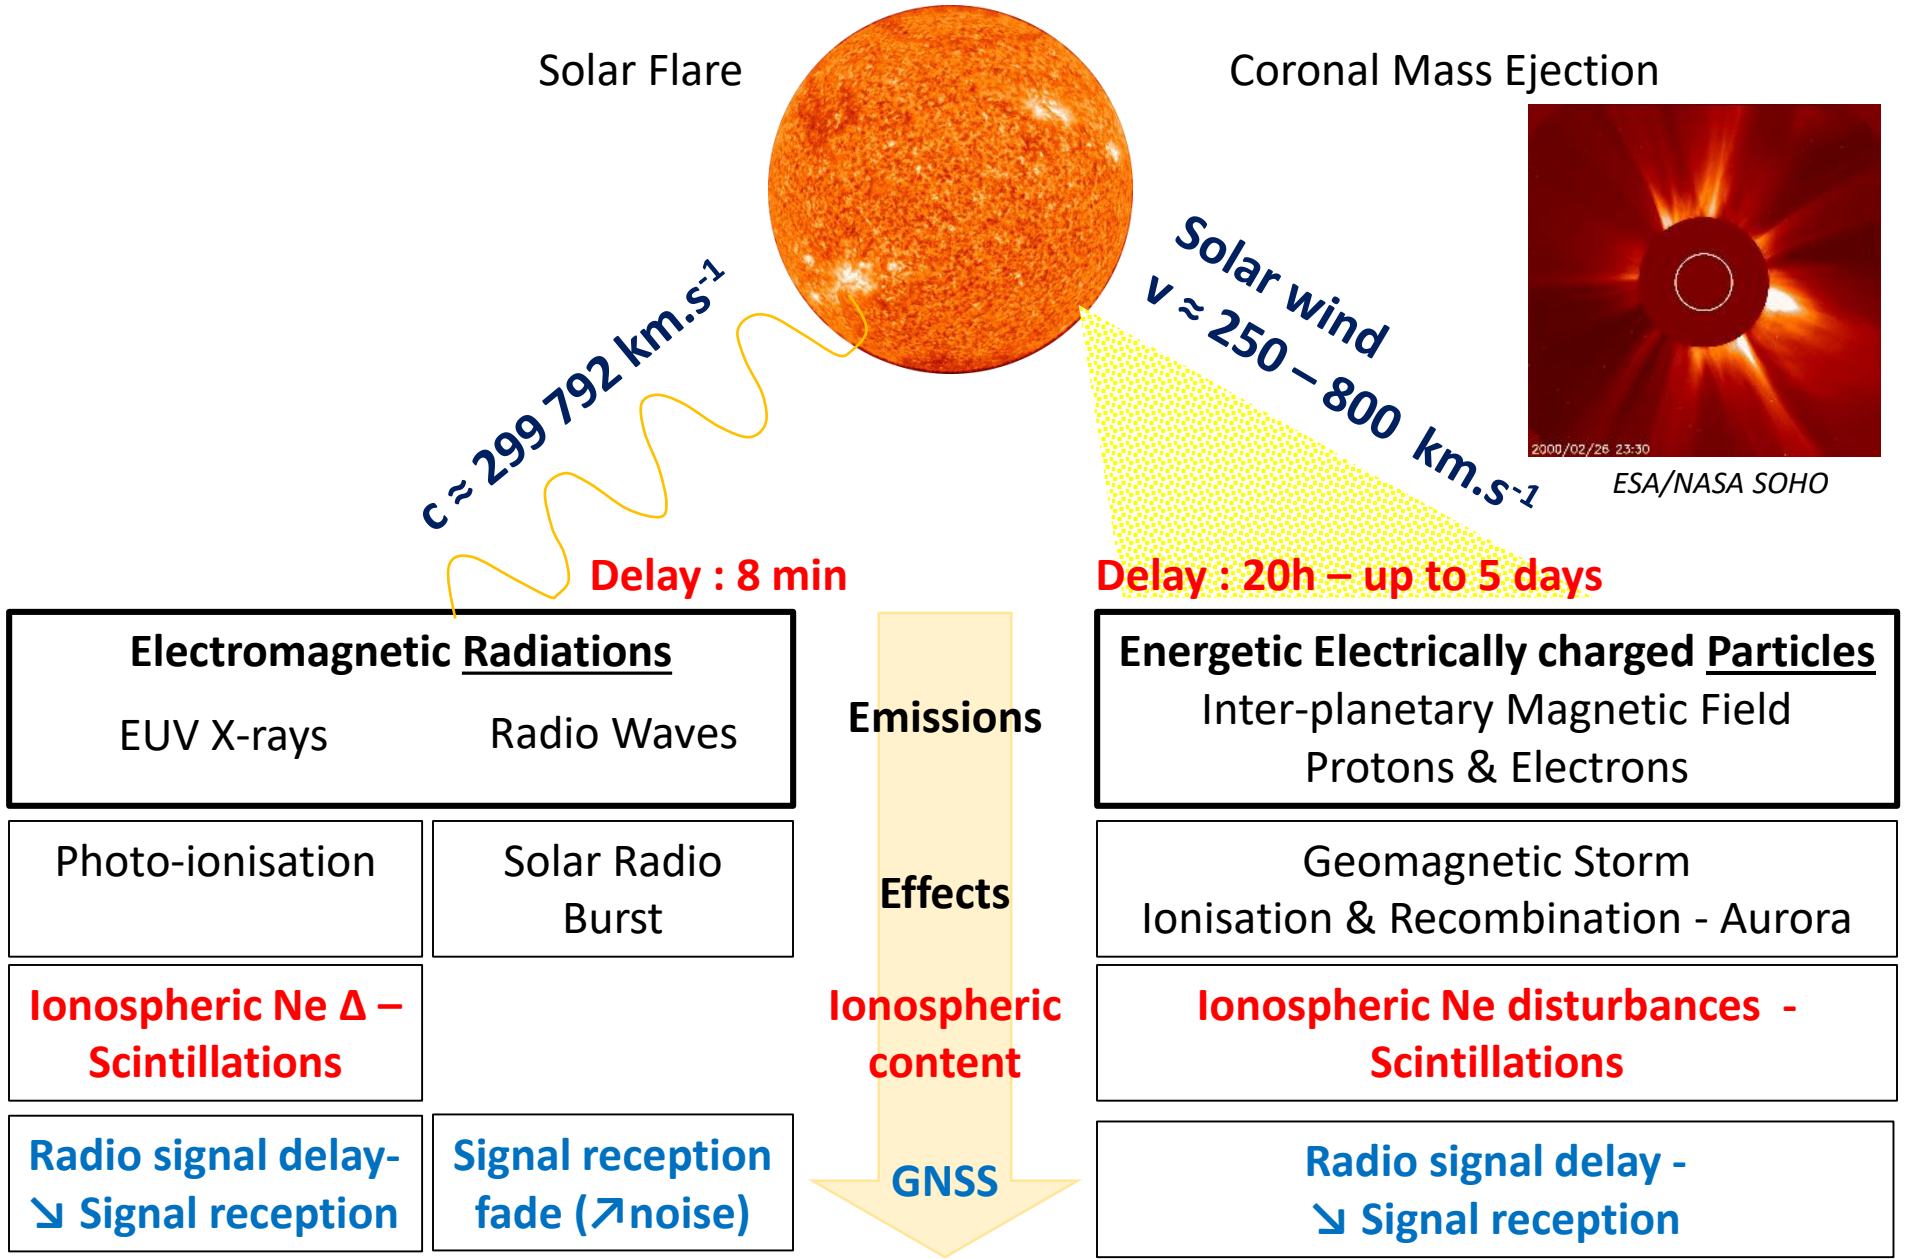 Solar Flare
Coronal Mass Ejection
c ≈ 299 792 km.s⁻¹
Solar wind
v ≈ 250 – 800 km.s⁻¹
2000/02/26 23:30
ESA/NASA SOHO
Delay : 8 min
Delay : 20h – up to 5 days
Electromagnetic Radiations
EUV X-rays
Radio Waves
Emissions
Energetic Electrically charged Particles
Inter-planetary Magnetic Field
Protons & Electrons
Photo-ionisation
Solar Radio
Burst
Effects
Geomagnetic Storm
Ionisation & Recombination - Aurora
Ionospheric Ne Δ –
Scintillations
Ionospheric
content
Ionospheric Ne disturbances -
Scintillations
Radio signal delay-
↘ Signal reception
Signal reception
fade (↗noise)
GNSS
Radio signal delay -
↘ Signal reception